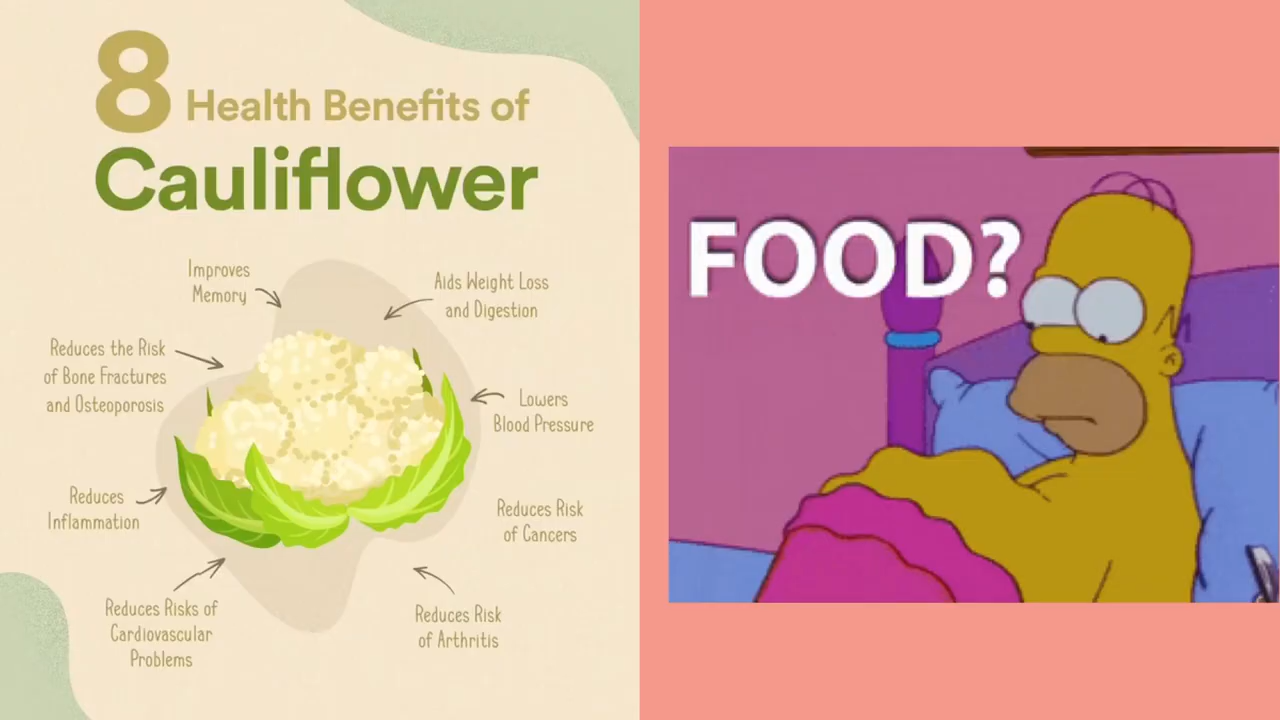 8 Health Benefits of
Cauliflower
Improves
Memory
Aids Weight Loss
and Digestion
Reduces the Risk
of Bone Fractures
and Osteoporosis
Lowers
Blood Pressure
Reduces
Inflammation
Reduces Risk
of Cancers
Reduces Risks of
Cardiovascular
Problems
Reduces Risk
of Arthritis
FOOD?